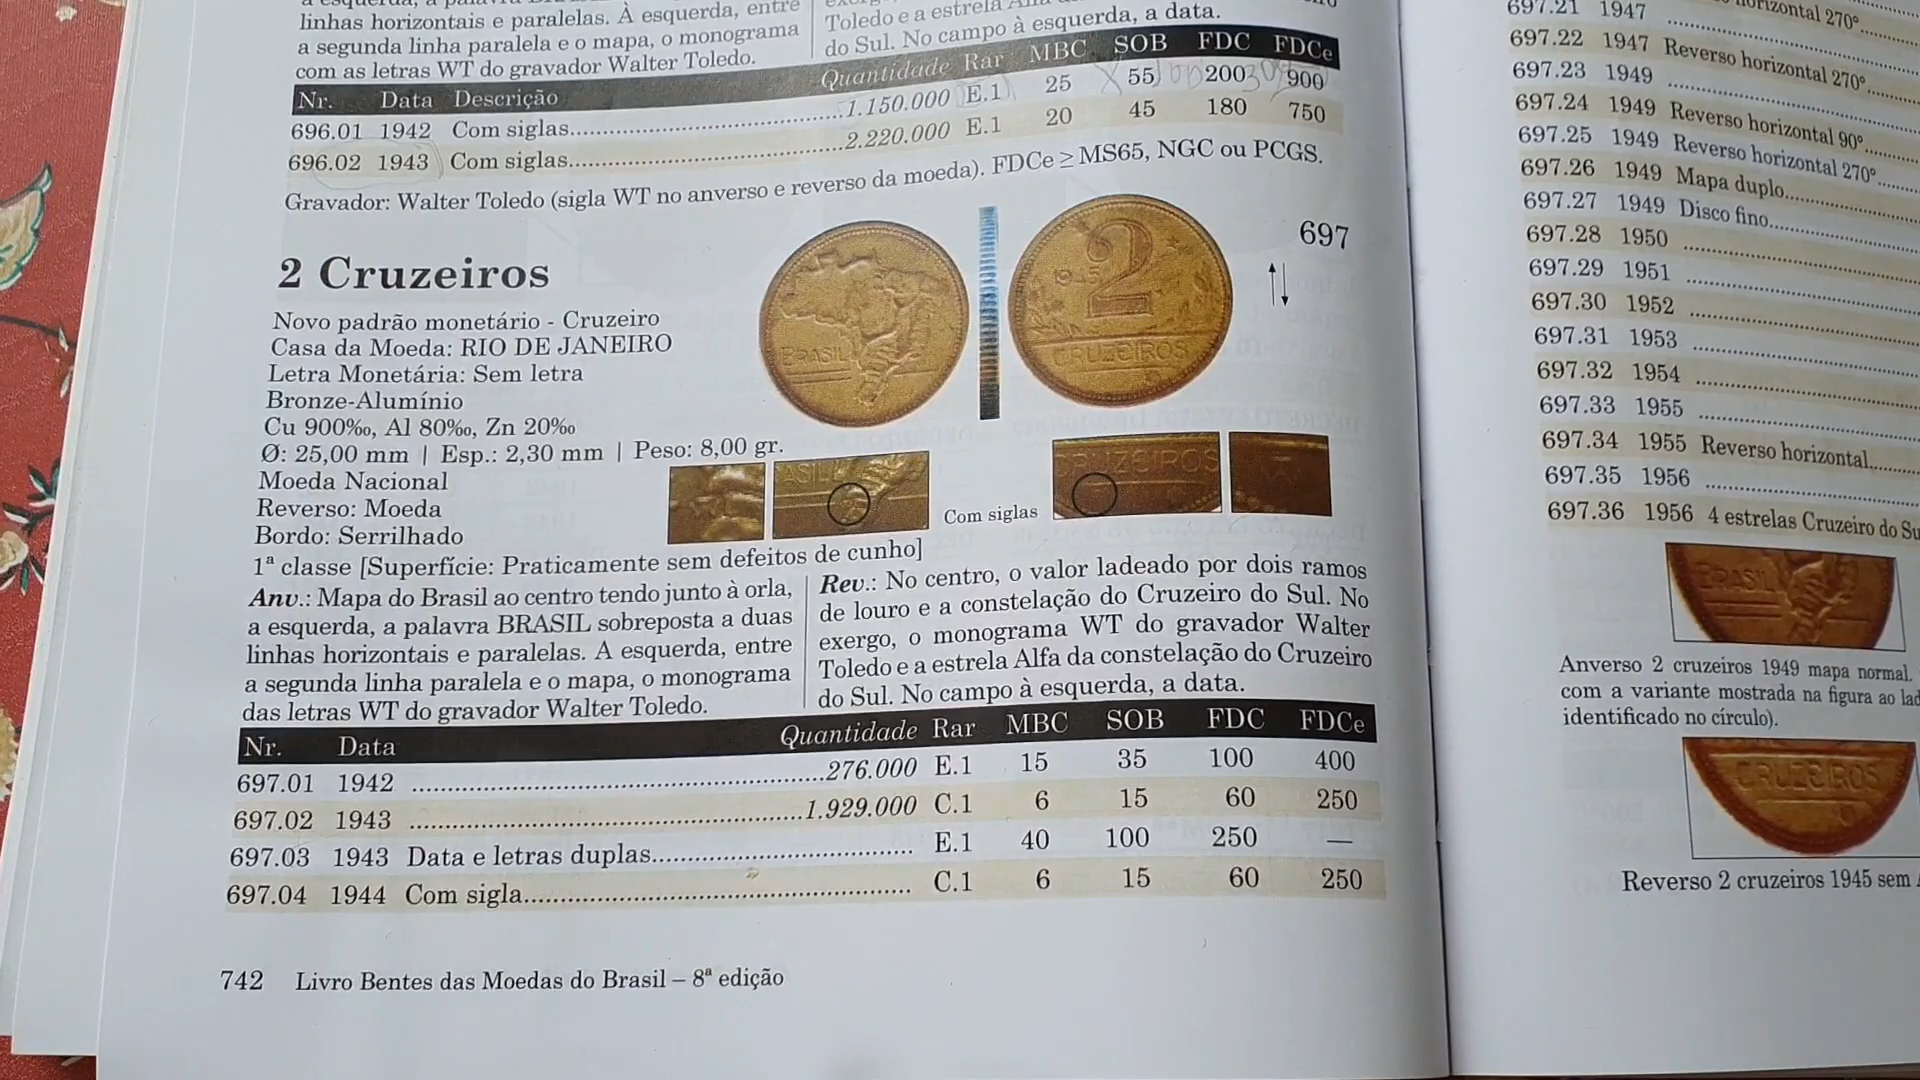 linhas horizontais e paralelas. À esquerda, entre
a segunda linha paralela e o mapa, o monograma
com as letras WT do gravador Walter Toledo.
Toledo e a estrela
do Sul. No campo à esquerda, a data.
Nr. Data Descrição Quantidade Rar MBC SOB FDC FDCe
696.01 1942 Com siglas 1.150.000 E.1 25 55 200 900
696.02 1943 Com siglas 2.220.000 E.1 20 45 180 750
Gravador: Walter Toledo (sigla WT no anverso e reverso da moeda). FDCe ≥ MS65, NGC ou PCGS.
697
2 Cruzeiros
BRASIL
1945
2
CRUZEIROS
Novo padrão monetário - Cruzeiro
Casa da Moeda: RIO DE JANEIRO
Letra Monetária: Sem letra
Bronze-Alumínio
Cu 900‰, Al 80‰, Zn 20‰
Ø: 25,00 mm | Esp.: 2,30 mm | Peso: 8,00 gr.
Moeda Nacional
Reverso: Moeda
Bordo: Serrilhado
ASIL
Com siglas
CRUZEIROS
1ª classe [Superfície: Praticamente sem defeitos de cunho]
Anv.: Mapa do Brasil ao centro tendo junto à orla,
a esquerda, a palavra BRASIL sobreposta a duas
linhas horizontais e paralelas. A esquerda, entre
a segunda linha paralela e o mapa, o monograma
das letras WT do gravador Walter Toledo.
Rev.: No centro, o valor ladeado por dois ramos
de louro e a constelação do Cruzeiro do Sul. No
exergo, o monograma WT do gravador Walter
Toledo e a estrela Alfa da constelação do Cruzeiro
do Sul. No campo à esquerda, a data.
Nr. Data Quantidade Rar MBC SOB FDC FDCe
697.01 1942 276.000 E.1 15 35 100 400
697.02 1943 1.929.000 C.1 6 15 60 250
697.03 1943 Data e letras duplas E.1 40 100 250 —
697.04 1944 Com sigla C.1 6 15 60 250
742 Livro Bentes das Moedas do Brasil – 8ª edição
697.21 1947
697.22 1947 Reverso horizontal 270º
697.23 1949
697.24 1949 Reverso horizontal 90º
697.25 1949 Reverso horizontal 270º
697.26 1949 Mapa duplo
697.27 1949 Disco fino
697.28 1950
697.29 1951
697.30 1952
697.31 1953
697.32 1954
697.33 1955
697.34 1955 Reverso horizontal
697.35 1956
697.36 1956 4 estrelas Cruzeiro do
BRASIL
Anverso 2 cruzeiros 1949 mapa normal,
com a variante mostrada na figura ao
identificado no círculo).
CRUZEIROS
Reverso 2 cruzeiros 1945 sem